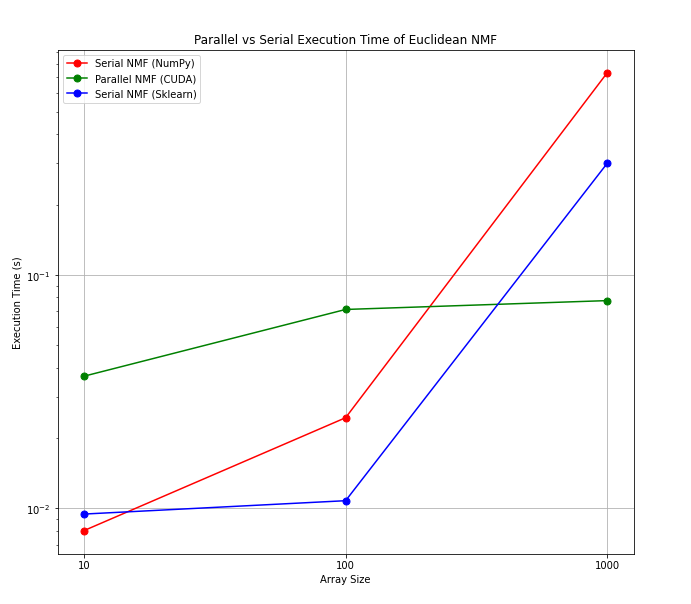 Parallel vs Serial Execution Time of Euclidean NMF
Serial NMF (NumPy)
Parallel NMF (CUDA)
Serial NMF (Sklearn)
Execution Time (s)
10⁻¹
10⁻²
10
100
1000
Array Size